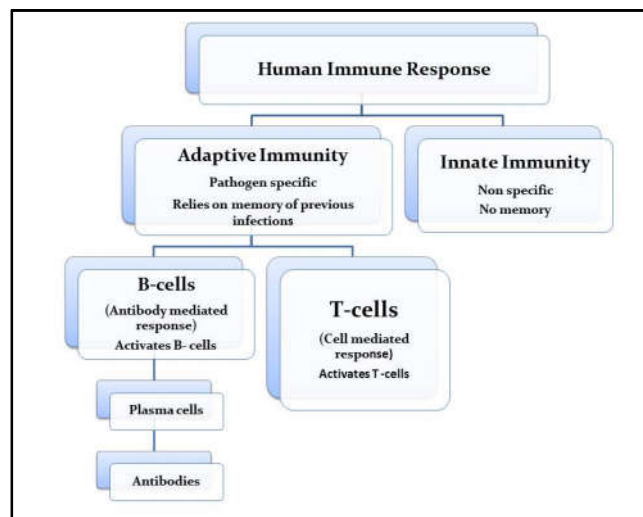 Human Immune Response
Adaptive Immunity
Pathogen specific
Relies on memory of previous
infections
Innate Immunity
Non specific
No memory
B-cells
(Antibody mediated
response)
Activates B- cells
T-cells
(Cell mediated
response)
Activates T-cells
Plasma cells
Antibodies